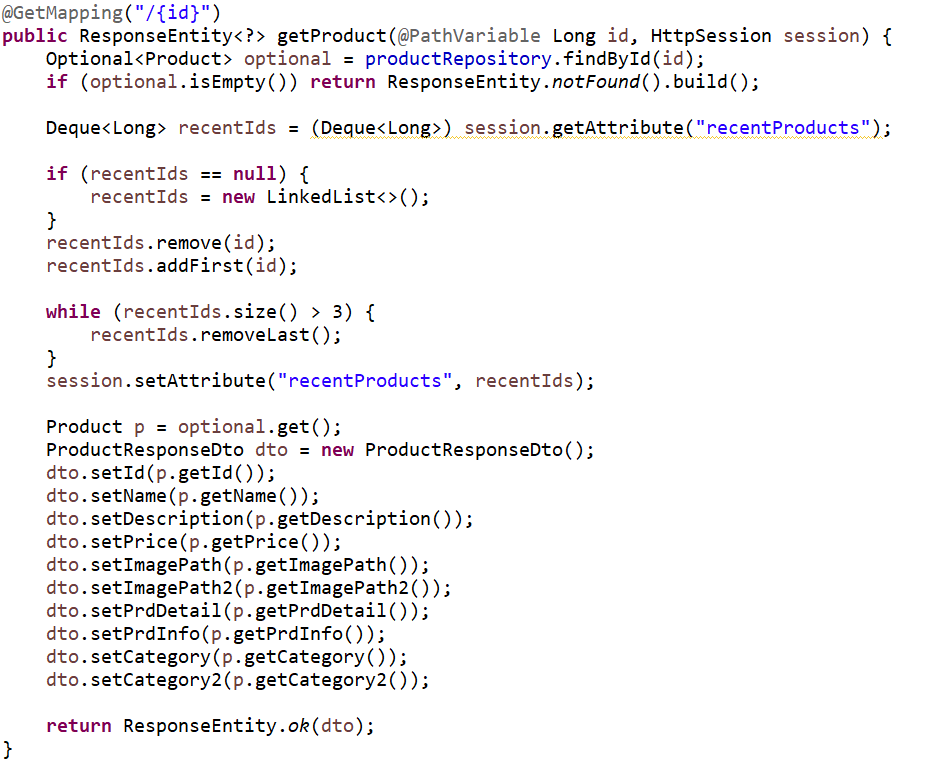 @GetMapping("/{id}")
public ResponseEntity<?> getProduct(@PathVariable Long id, HttpSession session) {
    Optional<Product> optional = productRepository.findById(id);
    if (optional.isEmpty()) return ResponseEntity.notFound().build();

    Deque<Long> recentIds = (Deque<Long>) session.getAttribute("recentProducts");

    if (recentIds == null) {
        recentIds = new LinkedList<>();
    }
    recentIds.remove(id);
    recentIds.addFirst(id);

    while (recentIds.size() > 3) {
        recentIds.removeLast();
    }
    session.setAttribute("recentProducts", recentIds);

    Product p = optional.get();
    ProductResponseDto dto = new ProductResponseDto();
    dto.setId(p.getId());
    dto.setName(p.getName());
    dto.setDescription(p.getDescription());
    dto.setPrice(p.getPrice());
    dto.setImagePath(p.getImagePath());
    dto.setImagePath2(p.getImagePath2());
    dto.setPrdDetail(p.getPrdDetail());
    dto.setPrdInfo(p.getPrdInfo());
    dto.setCategory(p.getCategory());
    dto.setCategory2(p.getCategory2());

    return ResponseEntity.ok(dto);
}